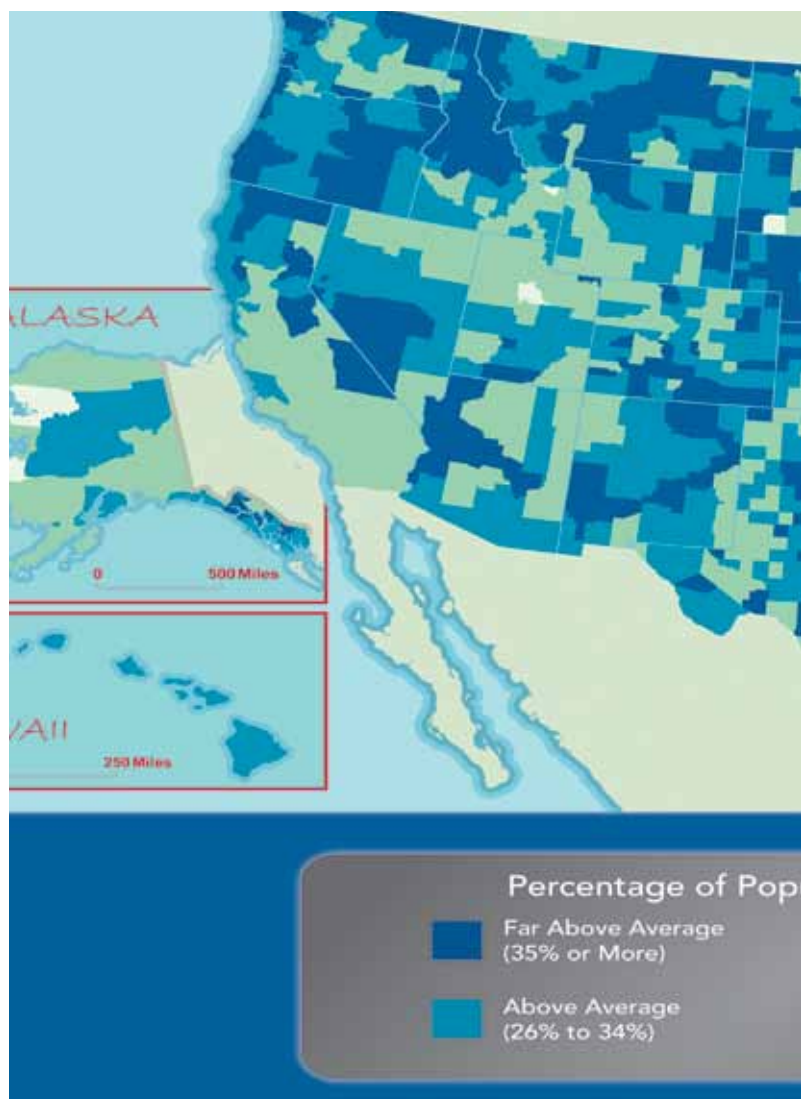 ALASKA
0 500 Miles
250 Miles
Percentage of
Far Above Average
(35% or More)
Above Average
(26% to 34%)